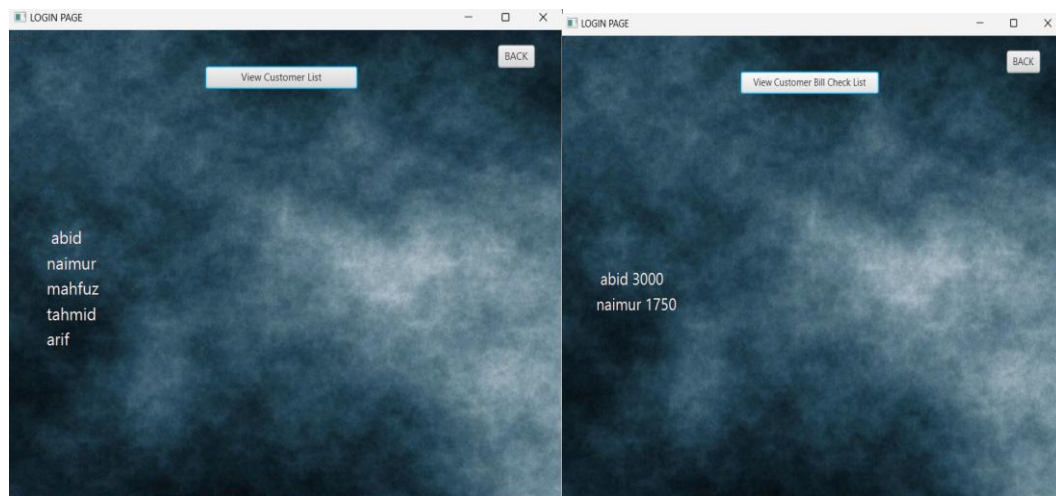 LOGIN PAGE
BACK
View Customer List
abid
naimur
mahfuz
tahmid
arif
LOGIN PAGE
BACK
View Customer Bill Check List
abid 3000
naimur 1750